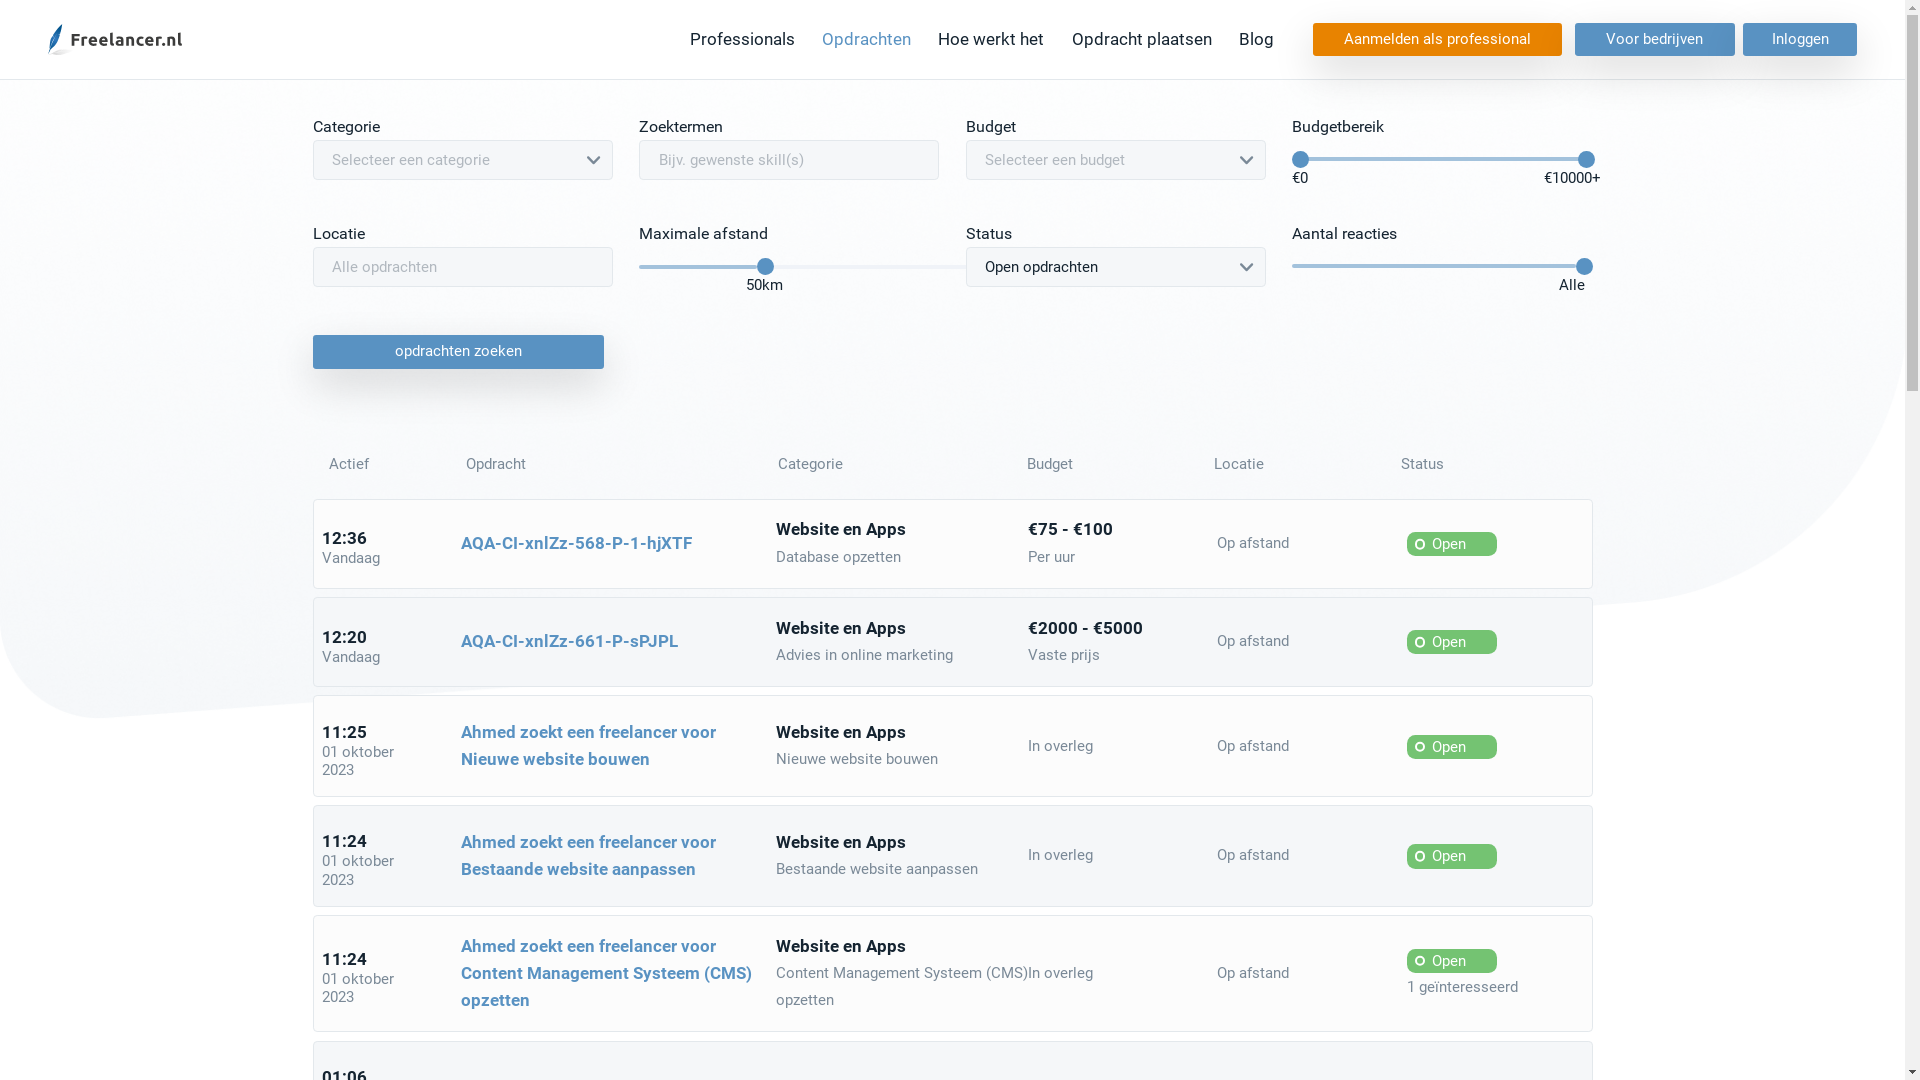 Freelancer.nl
Professionals Opdrachten Hoe werkt het Opdracht plaatsen Blog Aanmelden als professional Voor bedrijven Inloggen
Categorie Zoektermen Budget Budgetbereik
Selecteer een categorie Bijv. gewenste skill(s) Selecteer een budget
€0 €10000+
Locatie Maximale afstand Status Aantal reacties
Alle opdrachten Open opdrachten
50km Alle
opdrachten zoeken
Actief Opdracht Categorie Budget Locatie Status
12:36
Vandaag
AQA-CI-xnlZz-568-P-1-hjXTF
Website en Apps
Database opzetten
€75 - €100
Per uur
Op afstand
Open
12:20
Vandaag
AQA-CI-xnlZz-661-P-sPJPL
Website en Apps
Advies in online marketing
€2000 - €5000
Vaste prijs
Op afstand
Open
11:25
01 oktober
2023
Ahmed zoekt een freelancer voor
Nieuwe website bouwen
Website en Apps
Nieuwe website bouwen
In overleg
Op afstand
Open
11:24
01 oktober
2023
Ahmed zoekt een freelancer voor
Bestaande website aanpassen
Website en Apps
Bestaande website aanpassen
In overleg
Op afstand
Open
11:24
01 oktober
2023
Ahmed zoekt een freelancer voor
Content Management Systeem (CMS)
opzetten
Website en Apps
Content Management Systeem (CMS)
opzetten
In overleg
Op afstand
Open
1 geïnteresseerd
01:06